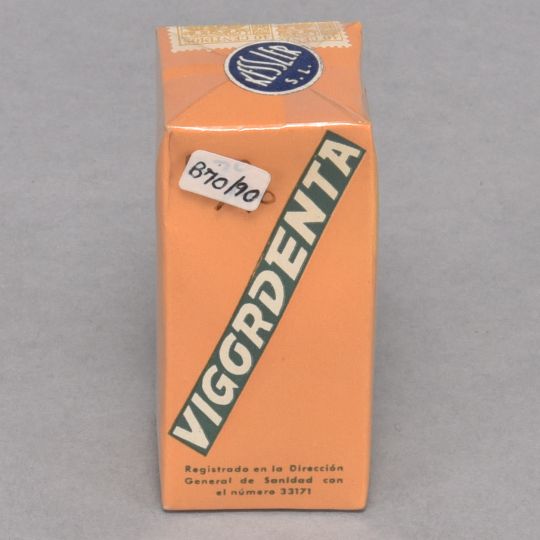 KESSLER
S. L.
B70/90
VIGORDENTA
Registrado en la Dirección
General de Sanidad con
el número 33171